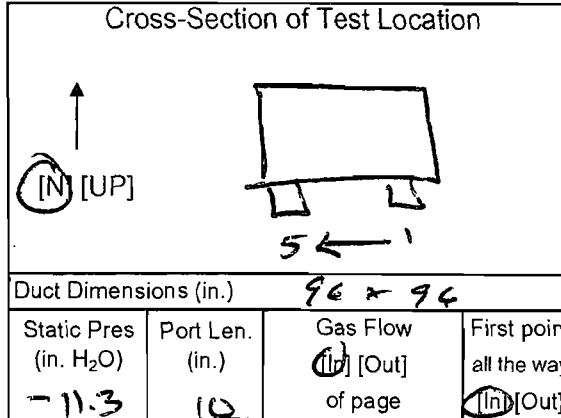 Cross-Section of Test Location
[N] [UP]
5 ← 1
Duct Dimensions (in.) 96 × 96
Static Pres
(in. H₂O)
-11.3
Port Len.
(in.)
10
Gas Flow
[In] [Out]
of page
First poin
all the way
[In] [Out]